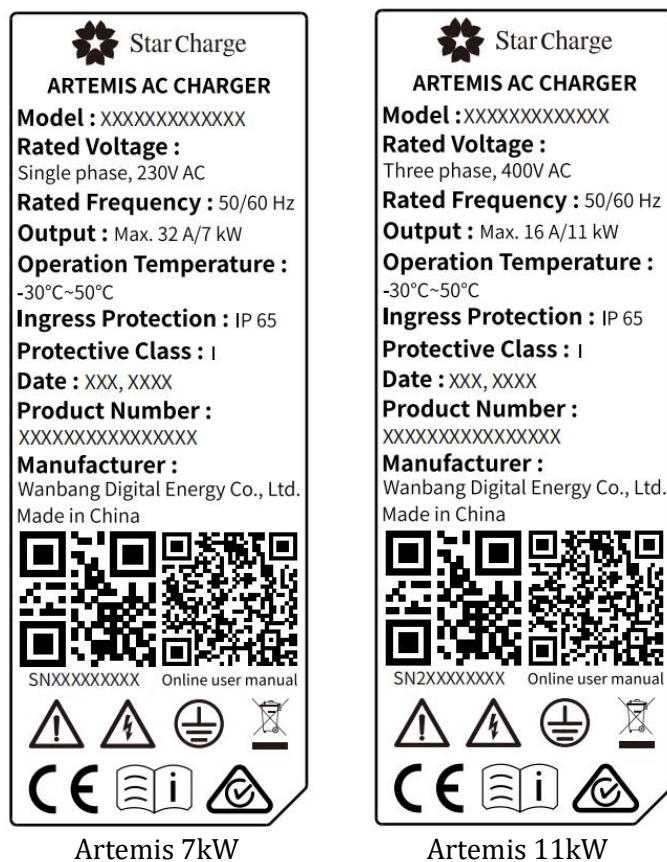 Star Charge
ARTEMIS AC CHARGER
Model : XXXXXXXXXXXXX
Rated Voltage :
Single phase, 230V AC
Rated Frequency : 50/60 Hz
Output : Max. 32 A/7 kW
Operation Temperature :
-30°C~50°C
Ingress Protection : IP 65
Protective Class : I
Date : XXX, XXXX
Product Number :
XXXXXXXXXXXXXXXX
Manufacturer :
Wanbang Digital Energy Co., Ltd.
Made in China
SNXXXXXXXXX
Online user manual
CE
i
Artemis 7kW
Star Charge
ARTEMIS AC CHARGER
Model : XXXXXXXXXXXXX
Rated Voltage :
Three phase, 400V AC
Rated Frequency : 50/60 Hz
Output : Max. 16 A/11 kW
Operation Temperature :
-30°C~50°C
Ingress Protection : IP 65
Protective Class : I
Date : XXX, XXXX
Product Number :
XXXXXXXXXXXXXXXX
Manufacturer :
Wanbang Digital Energy Co., Ltd.
Made in China
SN2XXXXXXXX
Online user manual
CE
i
Artemis 11kW